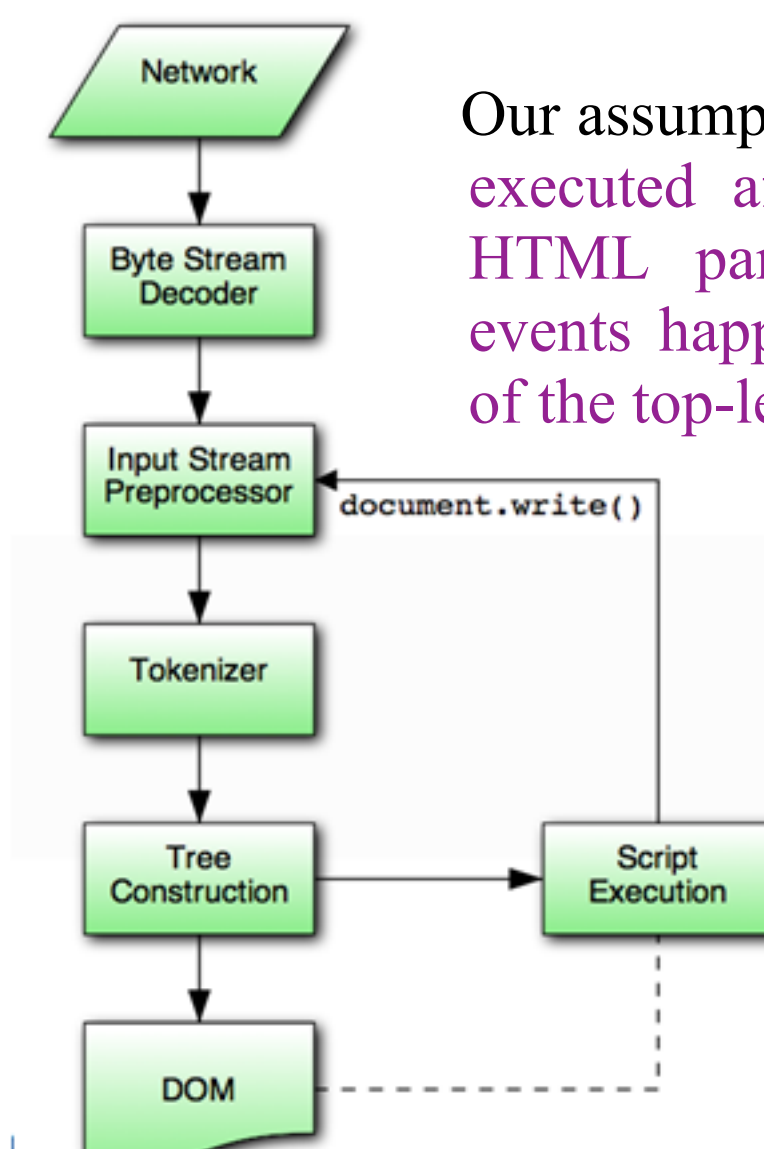 Network
Our assump
executed a
HTML par
events happ
of the top-le
Byte Stream
Decoder
Input Stream
Preprocessor
document.write()
Tokenizer
Tree
Construction
Script
Execution
DOM